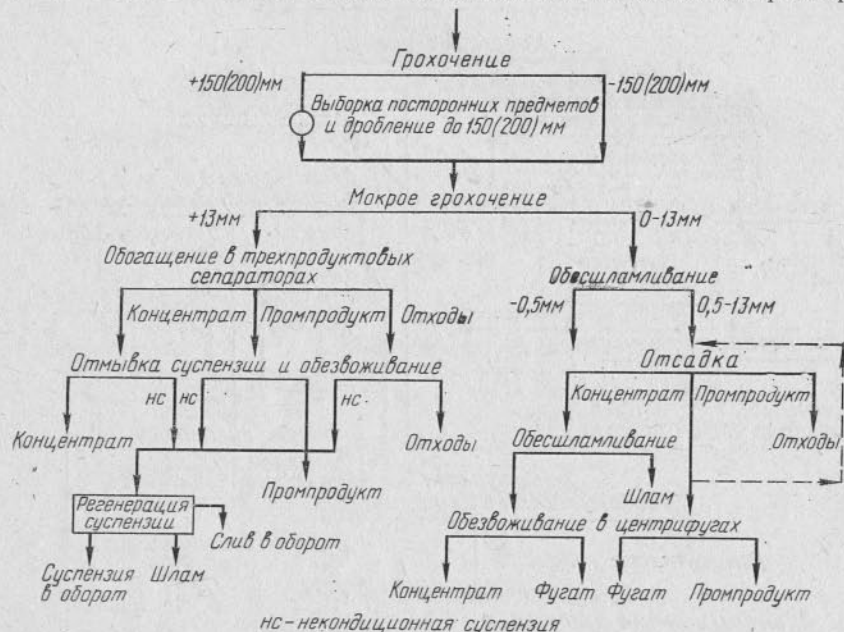 Грохочение
+150(200)мм
-150(200)мм
Выборка посторонних предметов
и дробление до 150(200) мм
Мокрое грохочение
+13мм
0-13мм
Обогащение в трехпродуктовых
сепараторах
Обесшламливание
-0,5мм
0,5-13мм
Концентрат
Промпродукт
Отходы
Отмывка суспензии и обезвоживание
Отсадка
нс
нс
нс
Концентрат
Промпродукт
Концентрат
Отходы
Обесшламливание
Отходы
Промпродукт
Шлам
Регенерация
суспензии
Слив в оборот
Обезвоживание в центрифугах
Суспензия
в оборот
Шлам
Концентрат
Фугат
Фугат
Промпродукт
нс-некондиционная суспензия